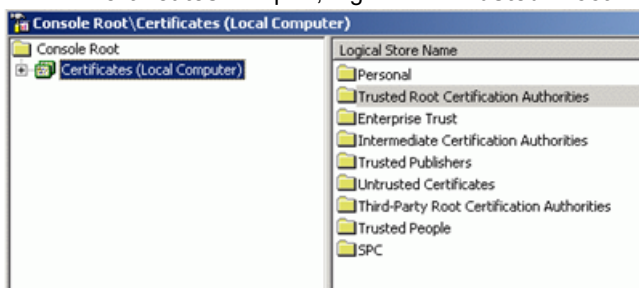 Console Root\Certificates (Local Computer)
Console Root
Certificates (Local Computer)
Logical Store Name
Personal
Trusted Root Certification Authorities
Enterprise Trust
Intermediate Certification Authorities
Trusted Publishers
Untrusted Certificates
Third-Party Root Certification Authorities
Trusted People
SPC